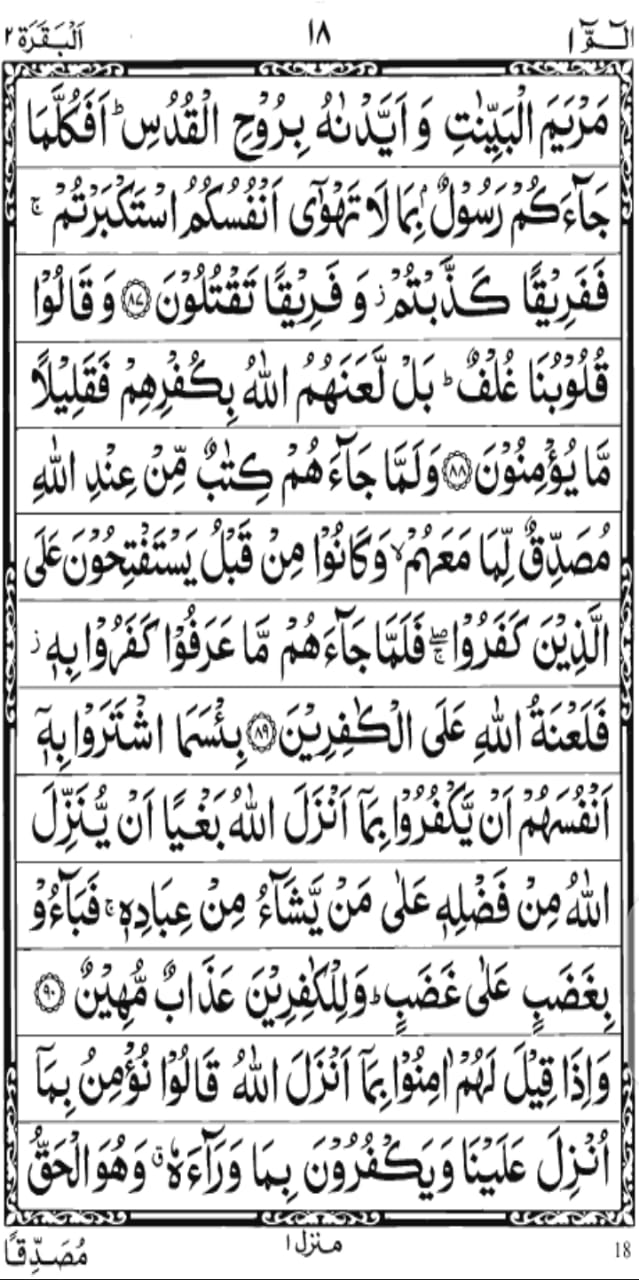 الٓمّٓ ١ ١٨ اَلْبَقَرَة ٢
مَرْيَمَ الْبَيِّنٰتِ وَ اَيَّدْنٰهُ بِرُوْحِ الْقُدُسِ ؕ اَفَكُلَّمَا
جَآءَكُمْ رَسُوْلٌۢ بِمَا لَا تَهْوٰۤى اَنْفُسُكُمُ اسْتَكْبَرْتُمْ ۚ
فَفَرِيْقًا كَذَّبْتُمْ ؗ وَ فَرِيْقًا تَقْتُلُوْنَ ﴿۸۷﴾ وَ قَالُوْا
قُلُوْبُنَا غُلْفٌ ؕ بَلْ لَّعَنَهُمُ اللّٰهُ بِكُفْرِهِمْ فَقَلِيْلًا
مَّا يُؤْمِنُوْنَ ﴿۸۸﴾ وَلَمَّا جَآءَهُمْ كِتٰبٌ مِّنْ عِنْدِ اللّٰهِ
مُصَدِّقٌ لِّمَا مَعَهُمْ ۙ وَكَانُوْا مِنْ قَبْلُ يَسْتَفْتِحُوْنَ عَلَى
الَّذِيْنَ كَفَرُوْا ۖۚ فَلَمَّا جَآءَهُمْ مَّا عَرَفُوْا كَفَرُوْا بِهٖ ؗ
فَلَعْنَةُ اللّٰهِ عَلَى الْكٰفِرِيْنَ ﴿۸۹﴾ بِئْسَمَا اشْتَرَوْا بِهٖۤ
اَنْفُسَهُمْ اَنْ يَّكْفُرُوْا بِمَاۤ اَنْزَلَ اللّٰهُ بَغْيًا اَنْ يُّنَزِّلَ
اللّٰهُ مِنْ فَضْلِهٖ عَلٰى مَنْ يَّشَآءُ مِنْ عِبَادِهٖ ۚ فَبَآءُوْ
بِغَضَبٍ عَلٰى غَضَبٍ ؕ وَلِلْكٰفِرِيْنَ عَذَابٌ مُّهِيْنٌ ﴿۹۰﴾
وَاِذَا قِيْلَ لَهُمْ اٰمِنُوْا بِمَاۤ اَنْزَلَ اللّٰهُ قَالُوْا نُؤْمِنُ بِمَاۤ
اُنْزِلَ عَلَيْنَا وَيَكْفُرُوْنَ بِمَا وَرَآءَهٗ ۗ وَهُوَ الْحَقُّ
18 منزل ١ مُصَدِّقًا